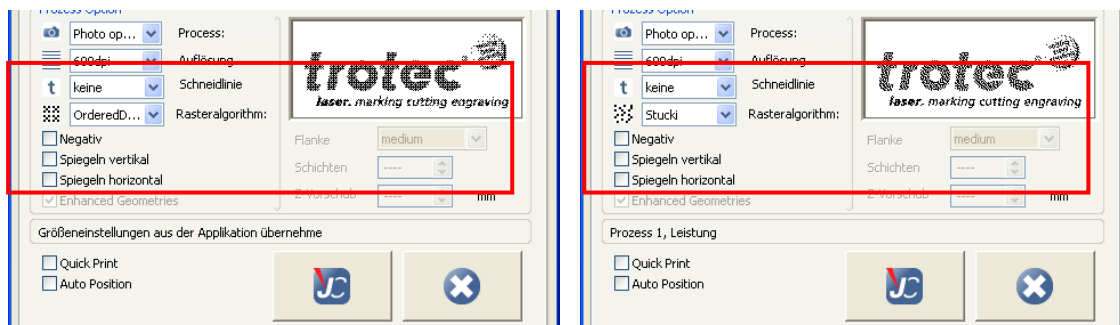 Prozess Option
Photo op... Process:
600dpi Auflösung
t keine Schneidlinie
OrderedD... Rasteralgorithm:
trotec
laser. marking cutting engraving
Negativ
Spiegeln vertikal
Spiegeln horizontal
Enhanced Geometries
Flanke medium
Schichten ----
Z-Vorschub ---- mm
Größeneinstellungen aus der Applikation übernehme
Quick Print
Auto Position
JC
Prozess Option
Photo op... Process:
600dpi Auflösung
t keine Schneidlinie
Stucki Rasteralgorithm:
trotec
laser. marking cutting engraving
Negativ
Spiegeln vertikal
Spiegeln horizontal
Enhanced Geometries
Flanke medium
Schichten ----
Z-Vorschub ---- mm
Prozess 1, Leistung
Quick Print
Auto Position
JC